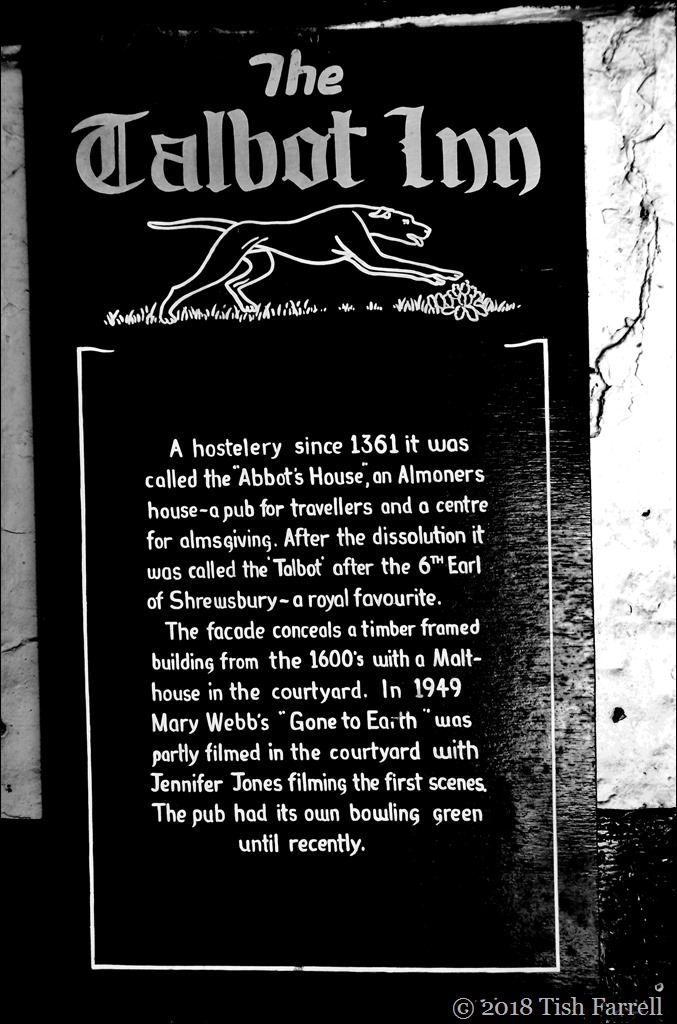 The
Talbot Inn
A hostelery since 1361 it was
called the "Abbot's House", an Almoners
house~a pub for travellers and a centre
for almsgiving. After the dissolution it
was called the 'Talbot' after the 6TH Earl
of Shrewsbury~a royal favourite.
The facade conceals a timber framed
building from the 1600's with a Malt-
house in the courtyard. In 1949
Mary Webb's "Gone to Earth" was
partly filmed in the courtyard with
Jennifer Jones filming the first scenes.
The pub had its own bowling green
until recently.
© 2018 Tish Farrell